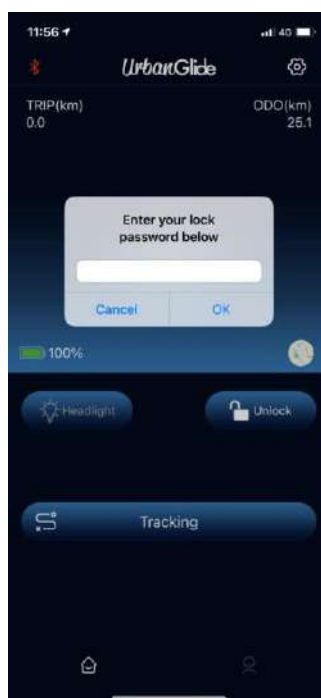 11:56
4G
UrbanGlide
TRIP(km)
ODO(km)
0.0
25.1
Enter your lock
password below
Cancel
OK
100%
Headlight
Unlock
Tracking